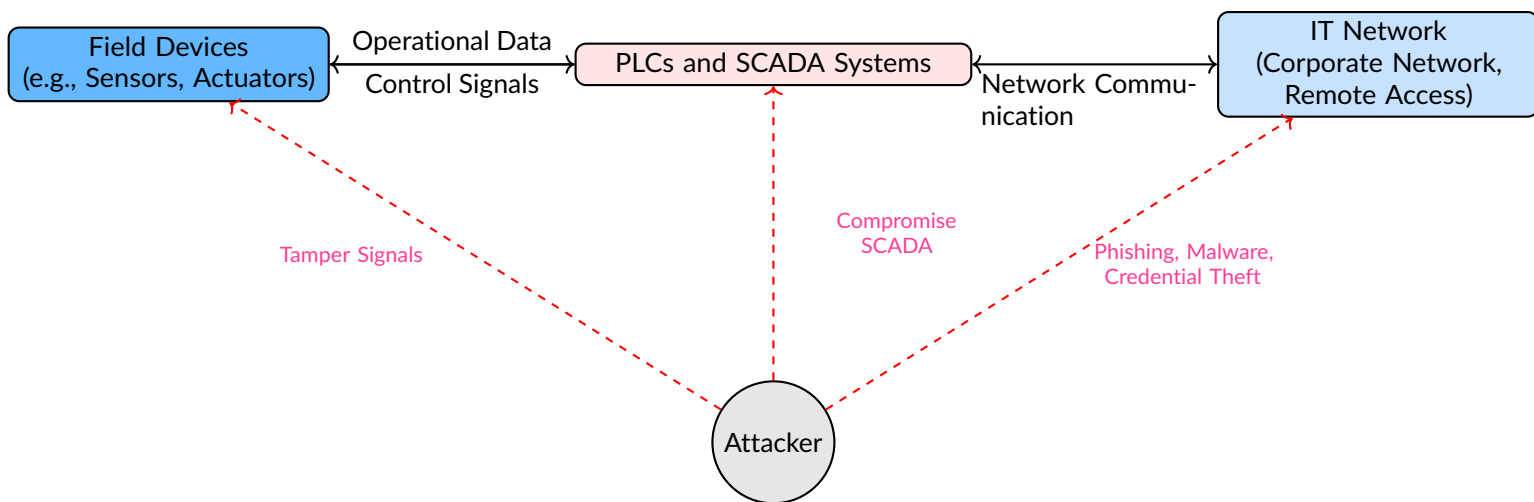 Field Devices
(e.g., Sensors, Actuators)
Operational Data
Control Signals
PLCs and SCADA Systems
Network Commu-
nication
IT Network
(Corporate Network,
Remote Access)
Tamper Signals
Compromise
SCADA
Phishing, Malware,
Credential Theft
Attacker